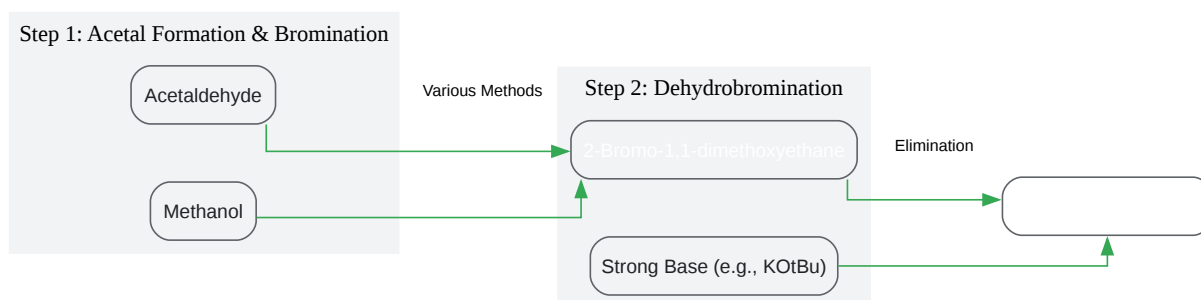 Step 1: Acetal Formation & Bromination
Acetaldehyde
Methanol
Various Methods
Step 2: Dehydrobromination
2-Bromo-1,1-dimethoxyethane
Strong Base (e.g., KOtBu)
Elimination